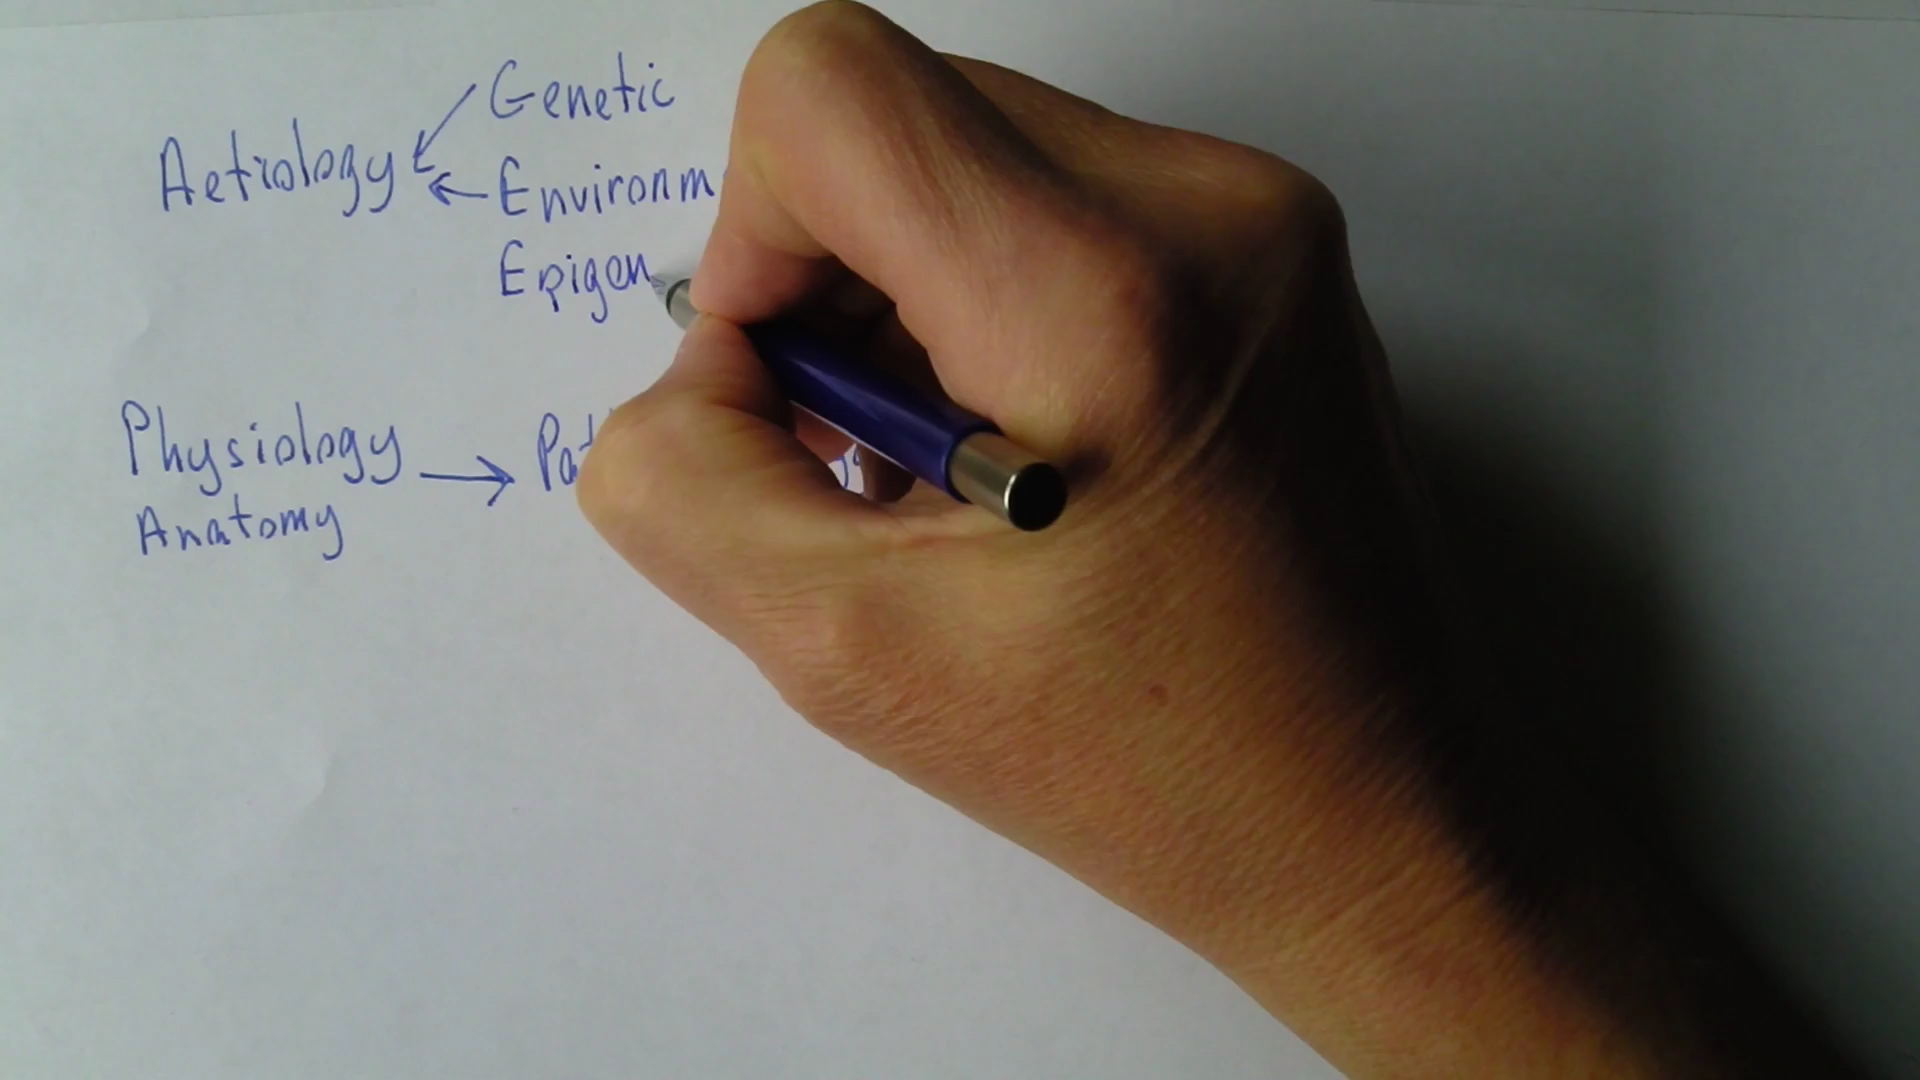 Genetic
Aetiology
Environm
Epigen
Physiology
Anatomy